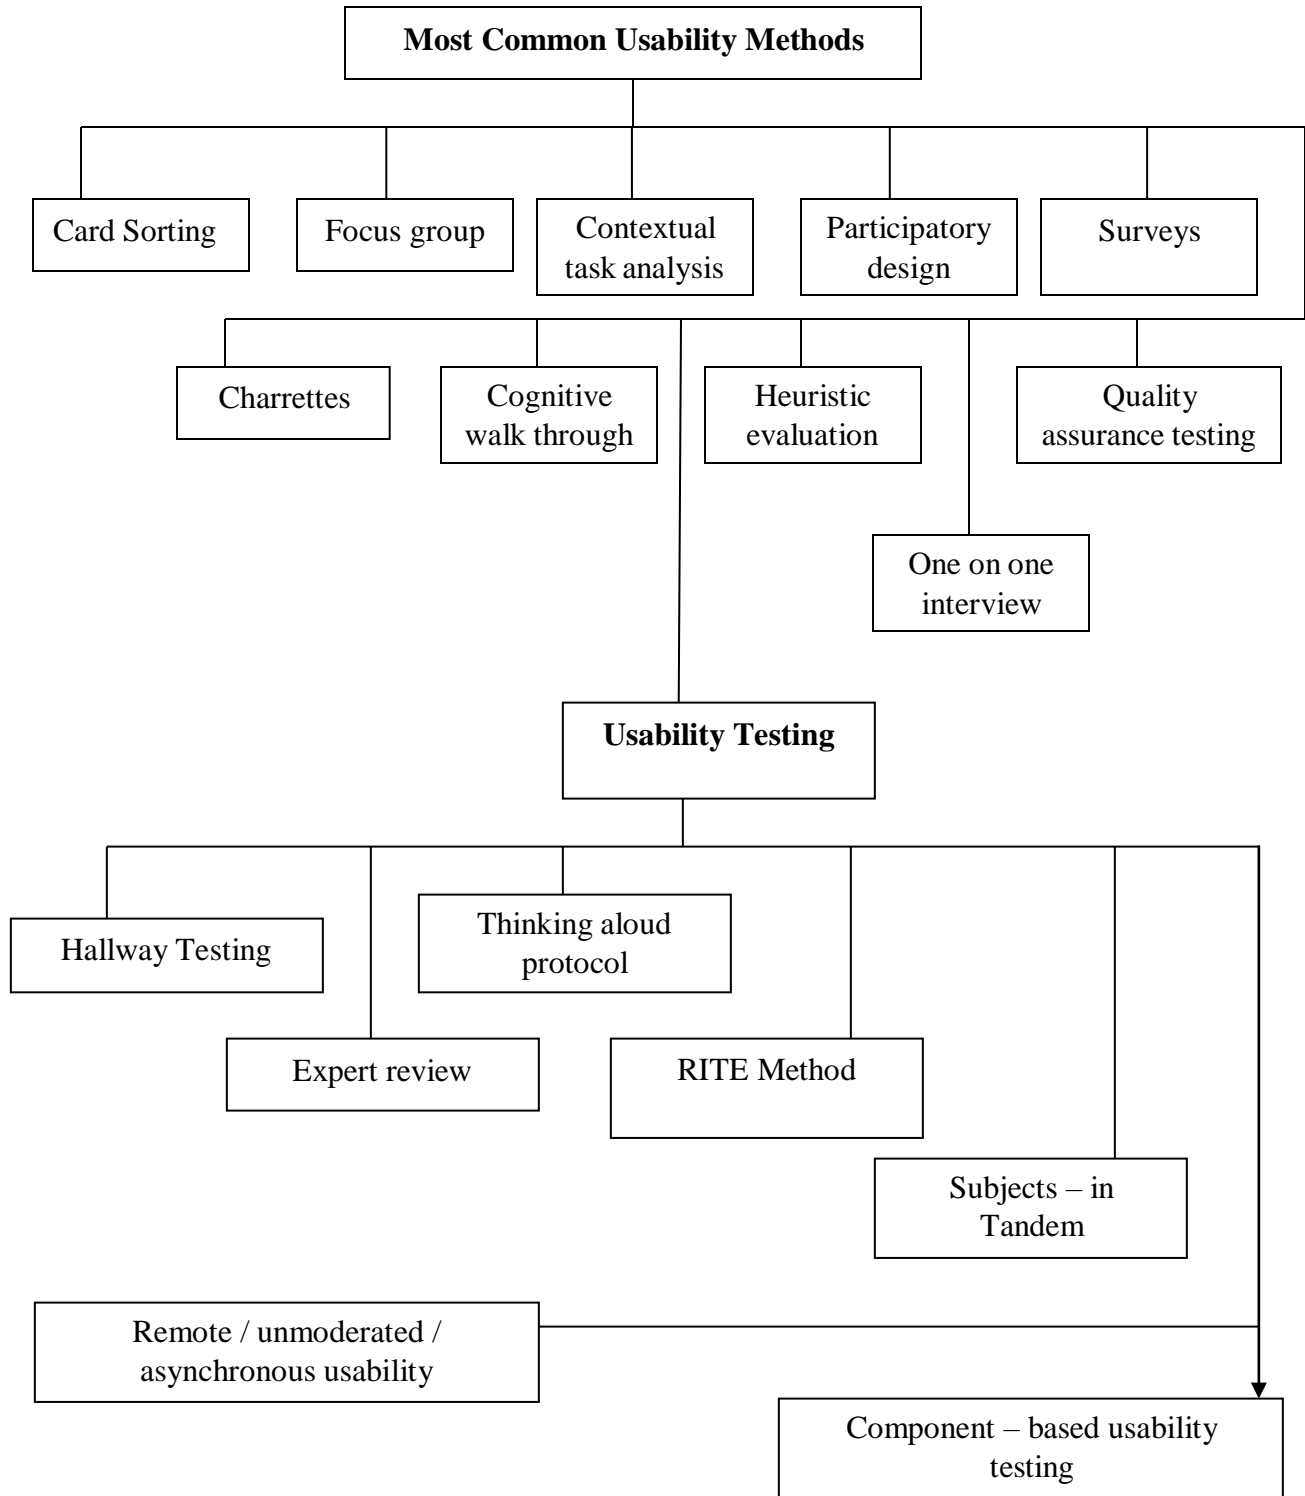 Most Common Usability Methods
Card Sorting
Focus group
Contextual
task analysis
Participatory
design
Surveys
Charrettes
Cognitive
walk through
Heuristic
evaluation
Quality
assurance testing
One on one
interview
Usability Testing
Hallway Testing
Thinking aloud
protocol
Expert review
RITE Method
Subjects – in
Tandem
Remote / unmoderated /
asynchronous usability
Component – based usability
testing